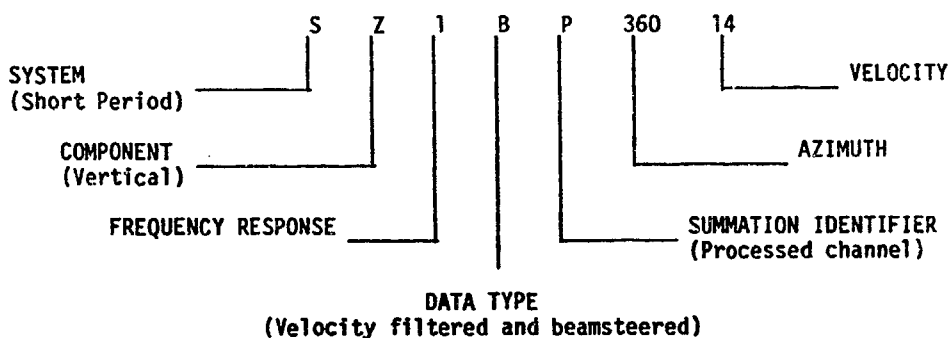 S Z 1 B P 360 14
SYSTEM
(Short Period)
VELOCITY
COMPONENT
(Vertical)
AZIMUTH
FREQUENCY RESPONSE
SUMMATION IDENTIFIER
(Processed channel)
DATA TYPE
(Velocity filtered and beamsteered)